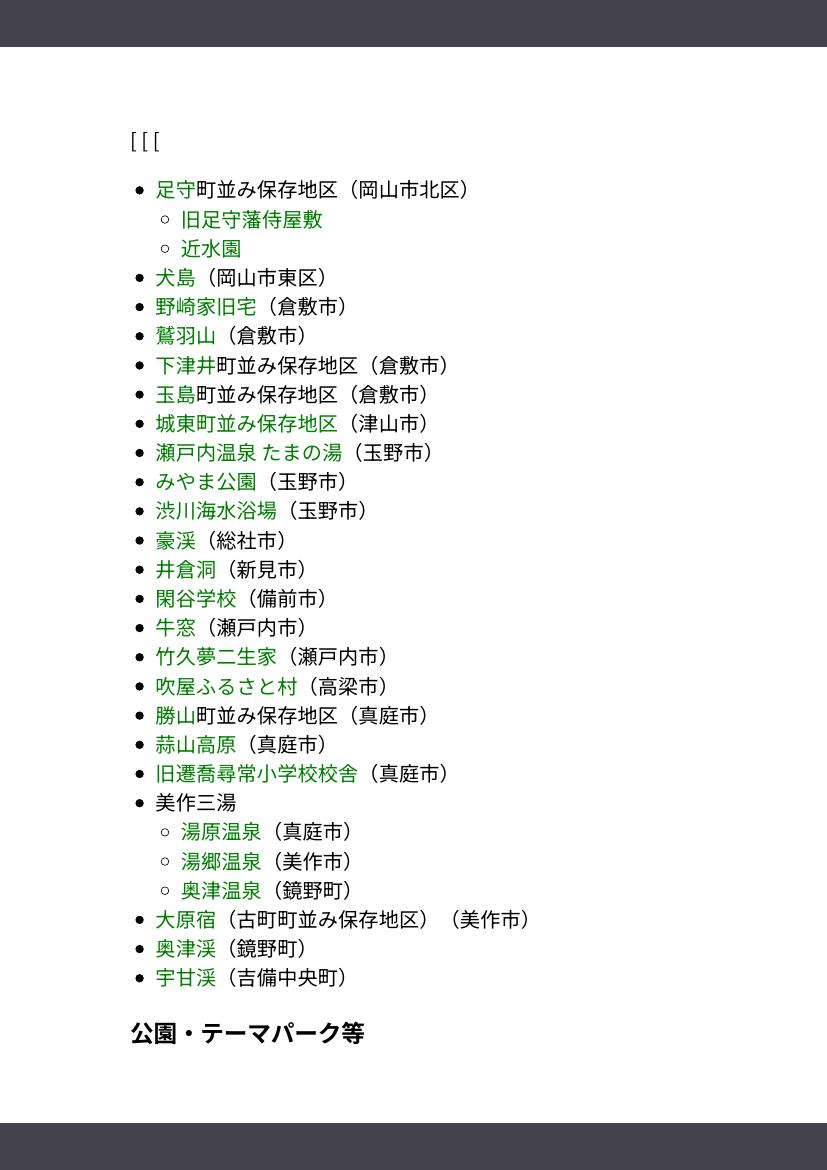 [ [ [
• 足守町並み保存地区（岡山市北区）
◦ 旧足守藩侍屋敷
◦ 近水園
• 犬島（岡山市東区）
• 野崎家旧宅（倉敷市）
• 鷲羽山（倉敷市）
• 下津井町並み保存地区（倉敷市）
• 玉島町並み保存地区（倉敷市）
• 城東町並み保存地区（津山市）
• 瀬戸内温泉 たまの湯（玉野市）
• みやま公園（玉野市）
• 渋川海水浴場（玉野市）
• 豪渓（総社市）
• 井倉洞（新見市）
• 閑谷学校（備前市）
• 牛窓（瀬戸内市）
• 竹久夢二生家（瀬戸内市）
• 吹屋ふるさと村（高梁市）
• 勝山町並み保存地区（真庭市）
• 蒜山高原（真庭市）
• 旧遷喬尋常小学校校舎（真庭市）
• 美作三湯
◦ 湯原温泉（真庭市）
◦ 湯郷温泉（美作市）
◦ 奥津温泉（鏡野町）
• 大原宿（古町町並み保存地区）（美作市）
• 奥津渓（鏡野町）
• 宇甘渓（吉備中央町）
公園・テーマパーク等